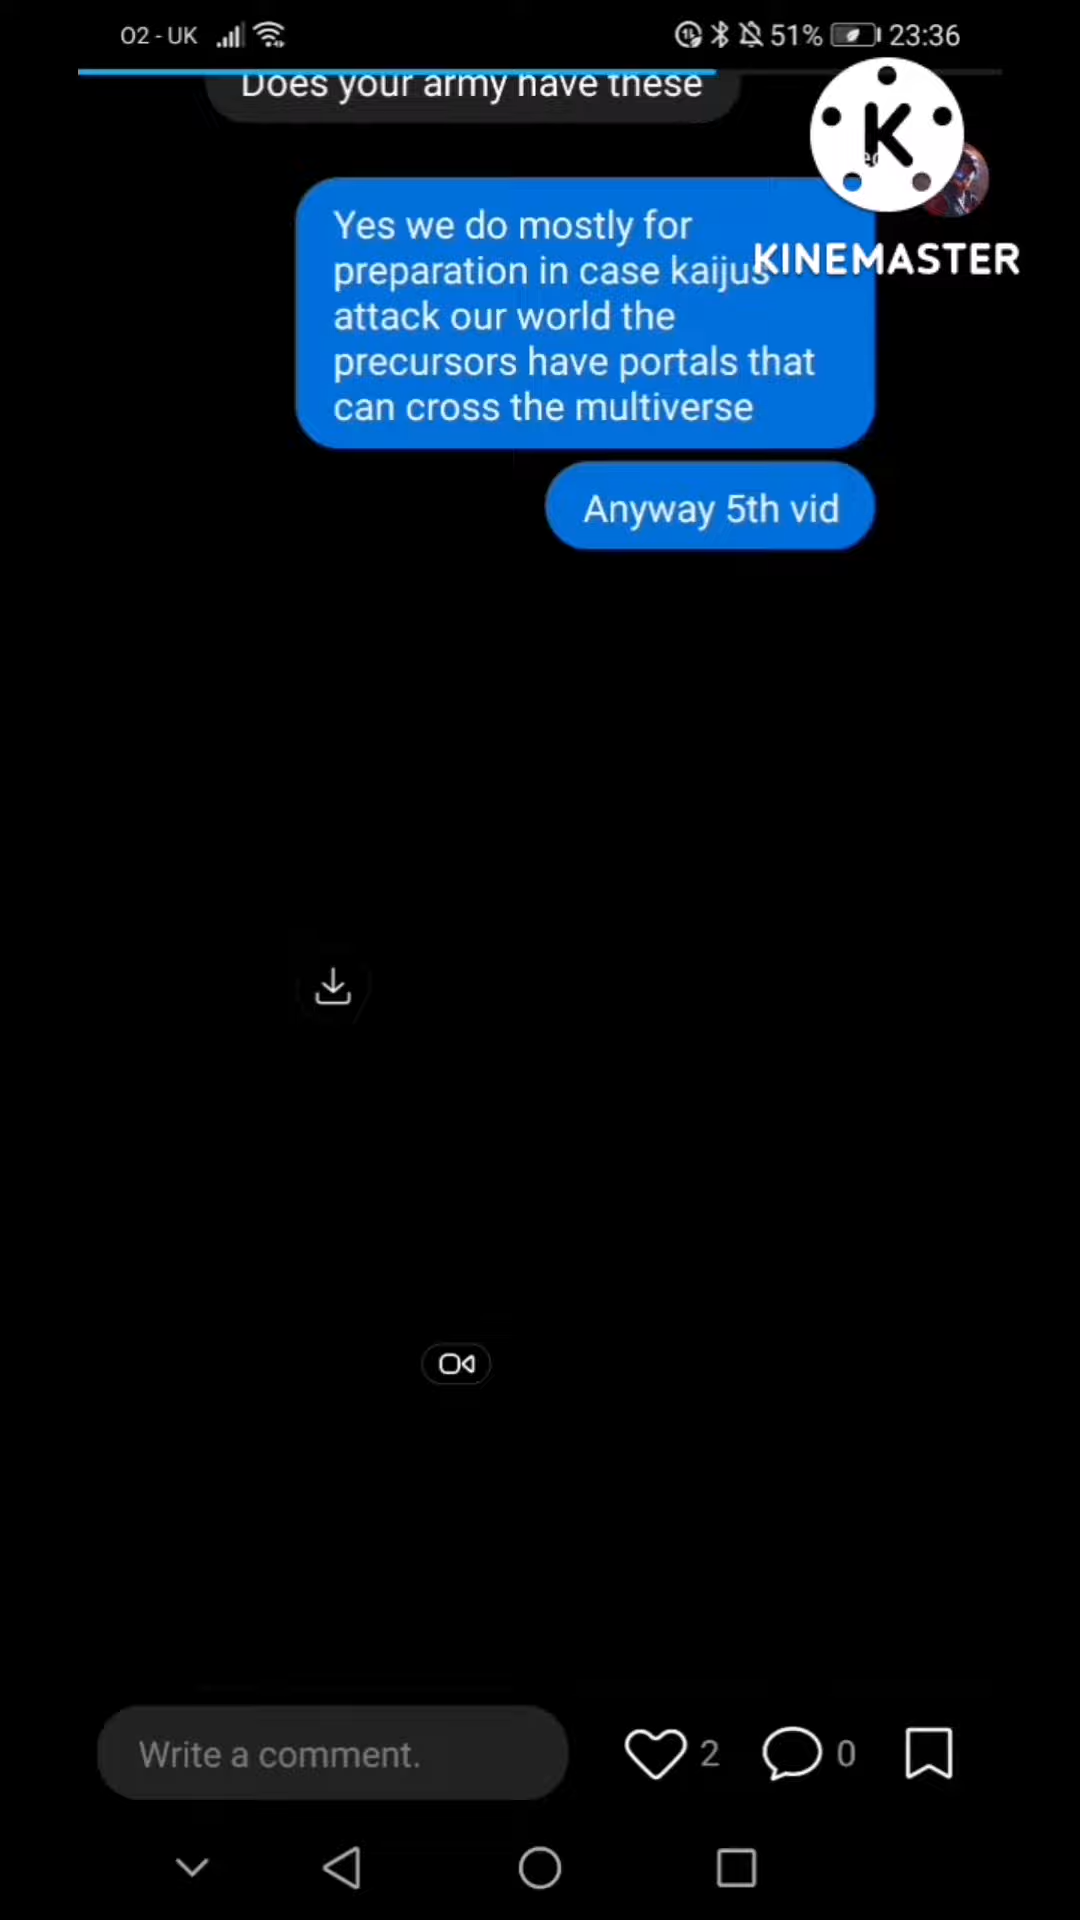 O2 - UK 51% 23:36
Does your army have these
K
KINEMASTER
Yes we do mostly for
preparation in case kaijus
attack our world the
precursors have portals that
can cross the multiverse
Anyway 5th vid
Write a comment. 2 0